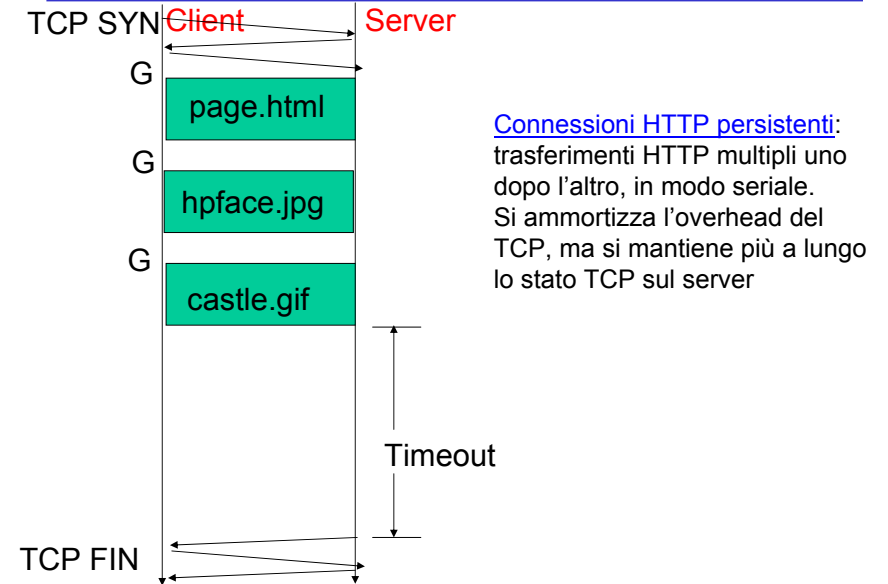 TCP SYN Client Server
G
page.html
G
hpface.jpg
G
castle.gif
Connessioni HTTP persistenti:
trasferimenti HTTP multipli uno
dopo l'altro, in modo seriale.
Si ammortizza l'overhead del
TCP, ma si mantiene più a lungo
lo stato TCP sul server
Timeout
TCP FIN